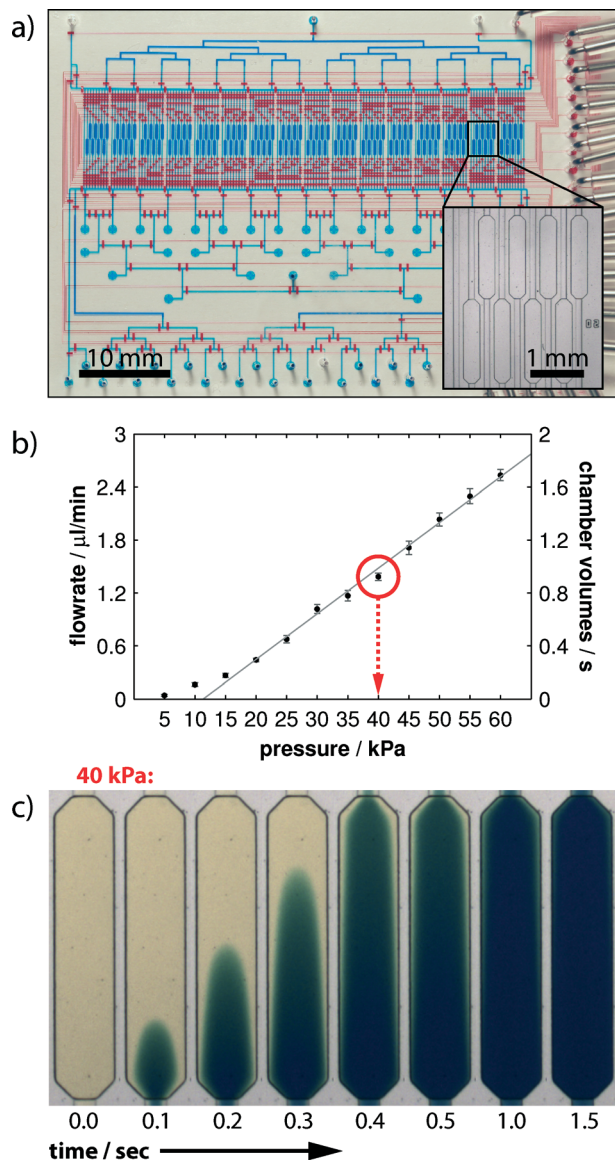 a)
10 mm
1 mm
b)
flowrate / µl/min
3
2.4
1.8
1.2
0.6
0
2
1.6
1.2
0.8
0.4
0
chamber volumes / s
5 10 15 20 25 30 35 40 45 50 55 60
pressure / kPa
40 kPa:
c)
0.0 0.1 0.2 0.3 0.4 0.5 1.0 1.5
time / sec